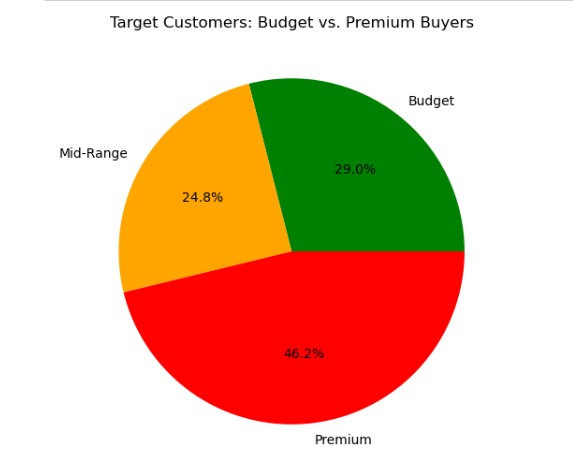 Target Customers: Budget vs. Premium Buyers
Budget
Mid-Range
29.0%
24.8%
46.2%
Premium